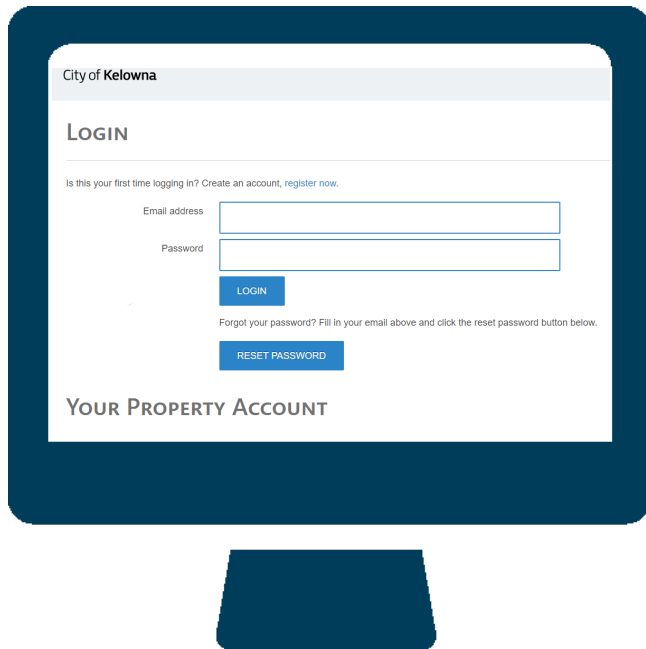 City of Kelowna
LOGIN
Is this your first time logging in? Create an account, register now.
Email address
Password
LOGIN
Forgot your password? Fill in your email above and click the reset password button below.
RESET PASSWORD
YOUR PROPERTY ACCOUNT